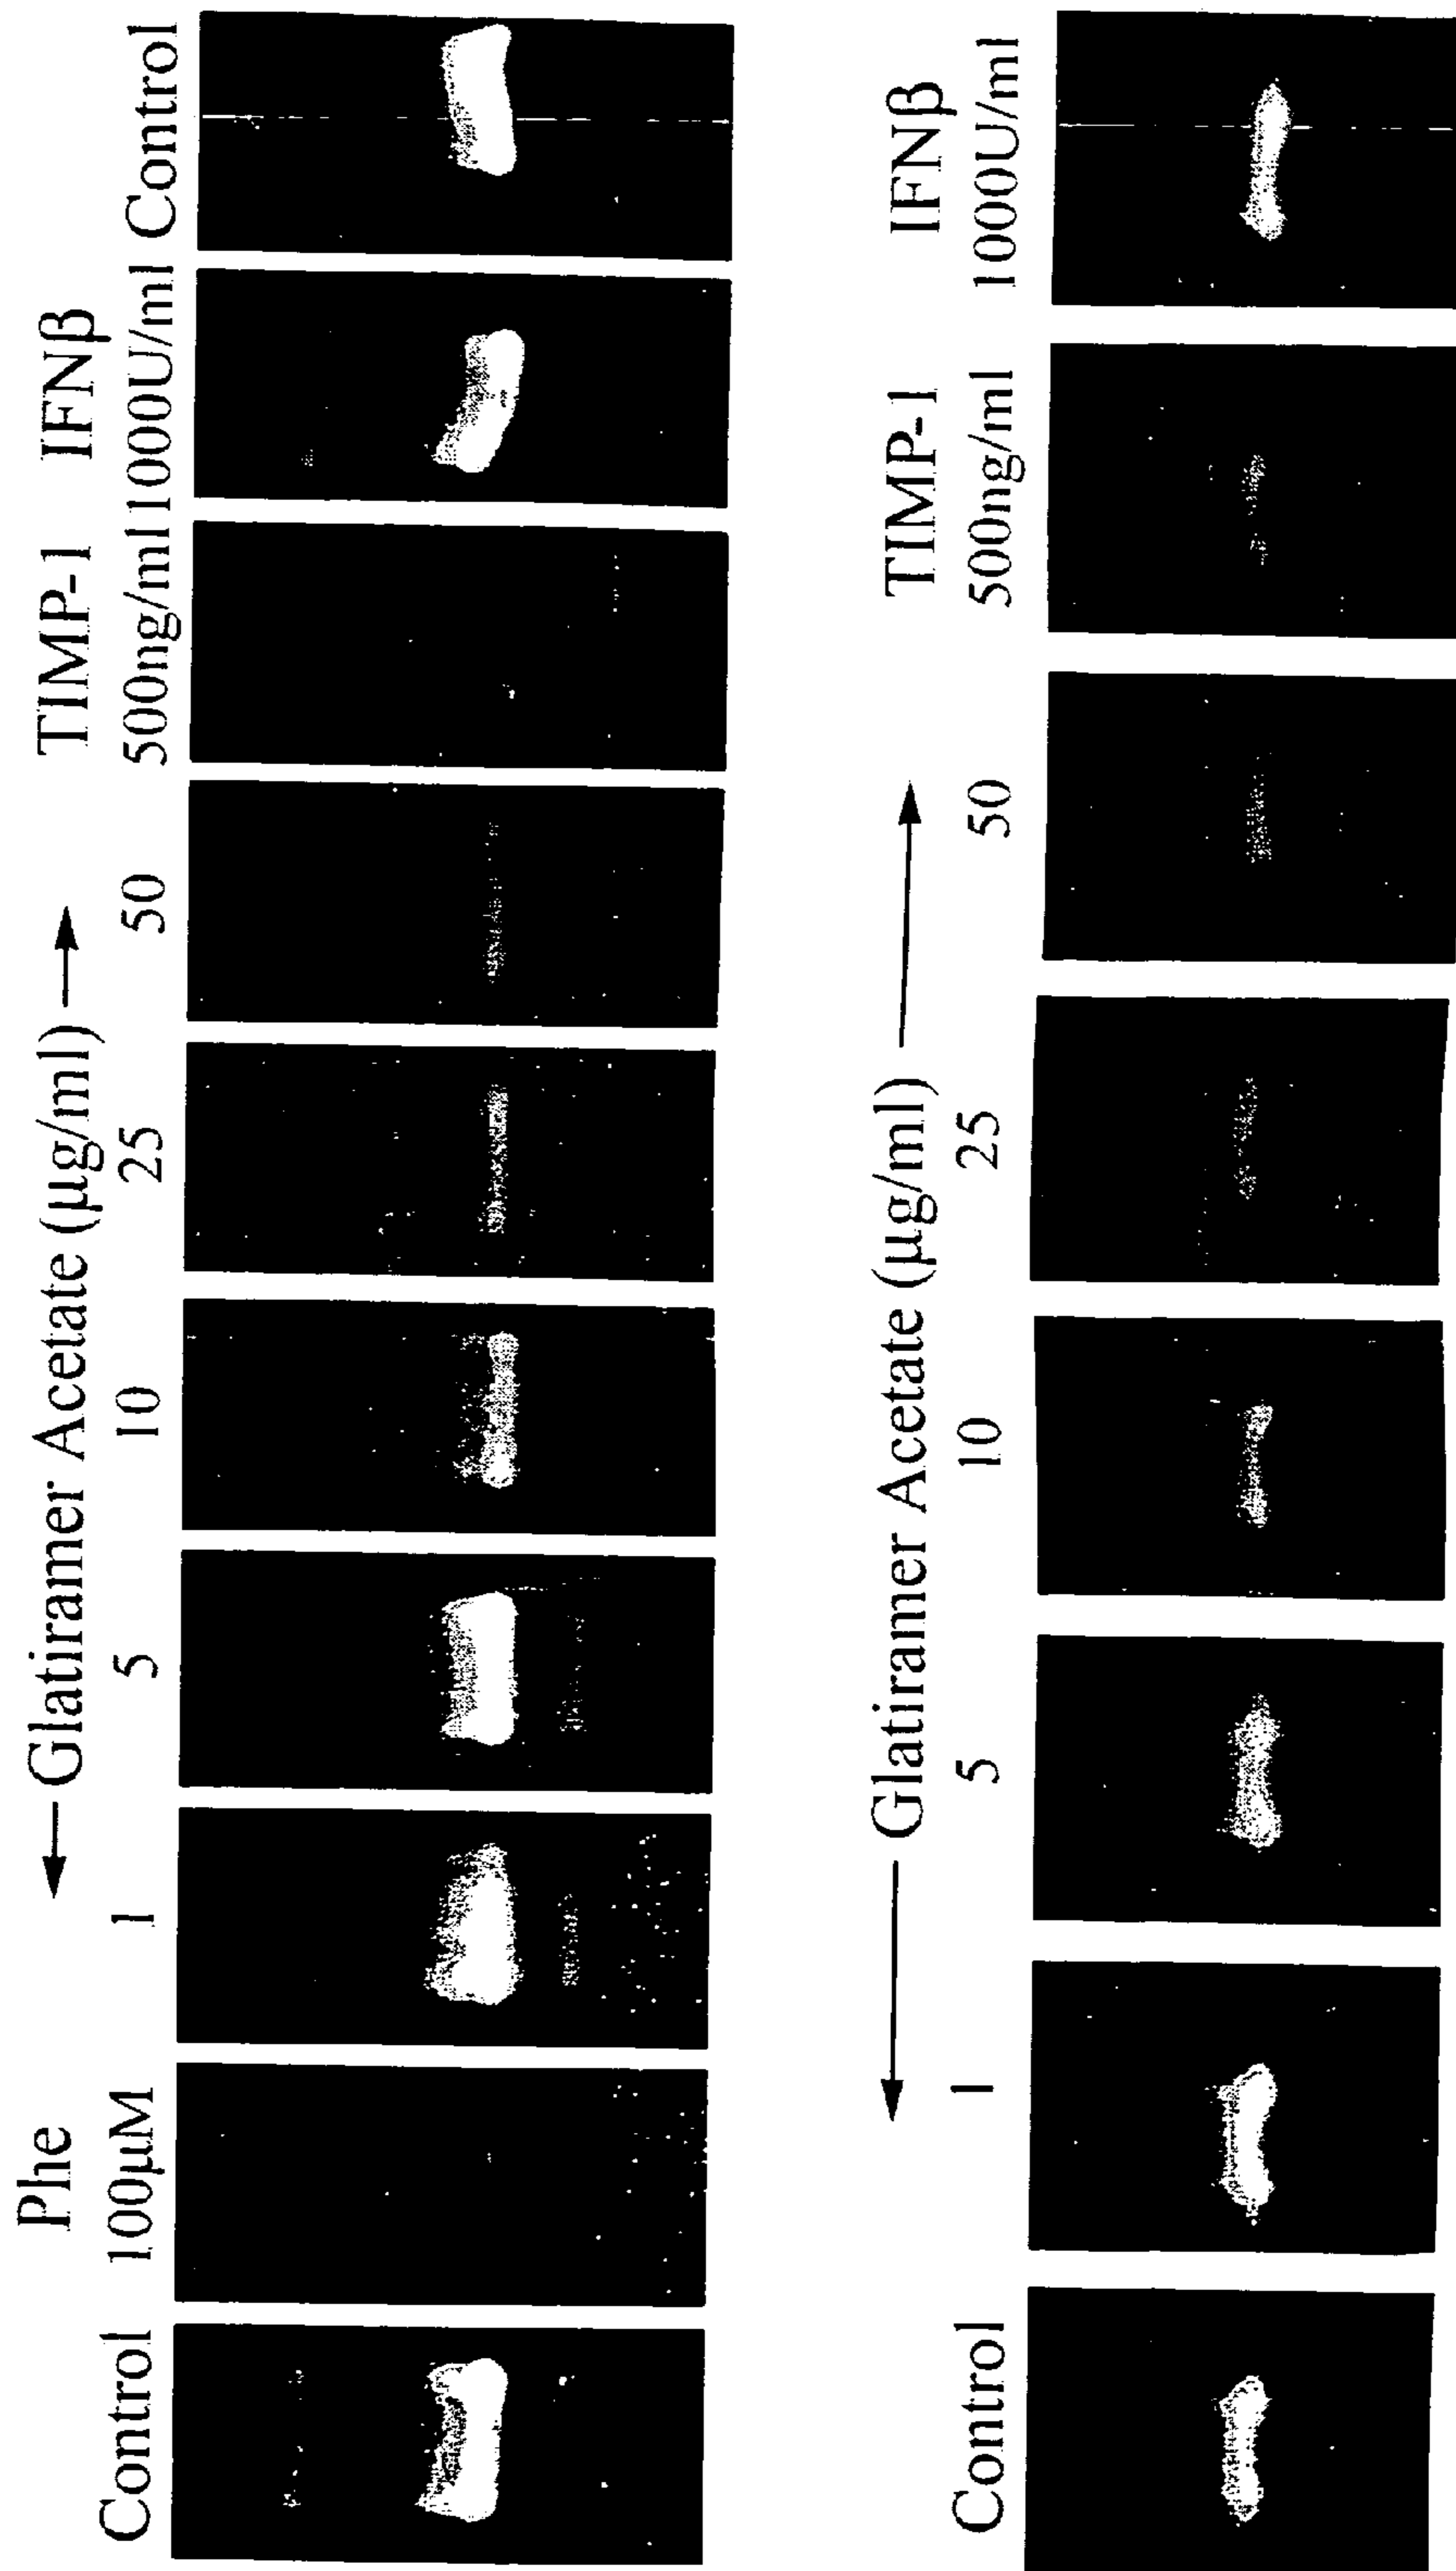 Phe ← Glatiramer Acetate (µg/ml) → TIMP-1 IFNβ
Control 100µM 1 5 10 25 50 500ng/ml 1000U/ml Control
← Glatiramer Acetate (µg/ml) → TIMP-1 IFNβ
Control 1 5 10 25 50 500ng/ml 1000U/ml